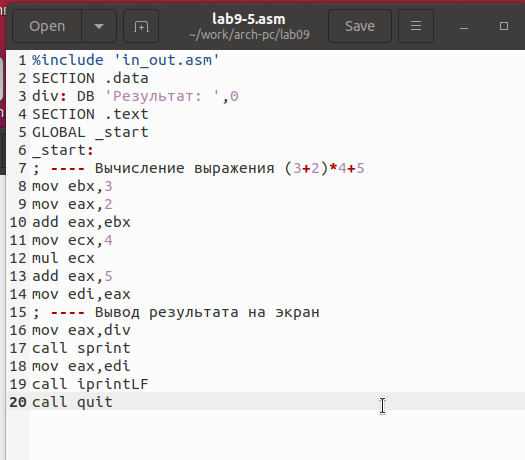 Open
lab9-5.asm
~/work/arch-pc/lab09
Save
1 %include 'in_out.asm'
2 SECTION .data
3 div: DB 'Результат: ',0
4 SECTION .text
5 GLOBAL _start
6 _start:
7 ; ---- Вычисление выражения (3+2)*4+5
8 mov ebx,3
9 mov eax,2
10 add eax,ebx
11 mov ecx,4
12 mul ecx
13 add eax,5
14 mov edi,eax
15 ; ---- Вывод результата на экран
16 mov eax,div
17 call sprint
18 mov eax,edi
19 call iprintLF
20 call quit